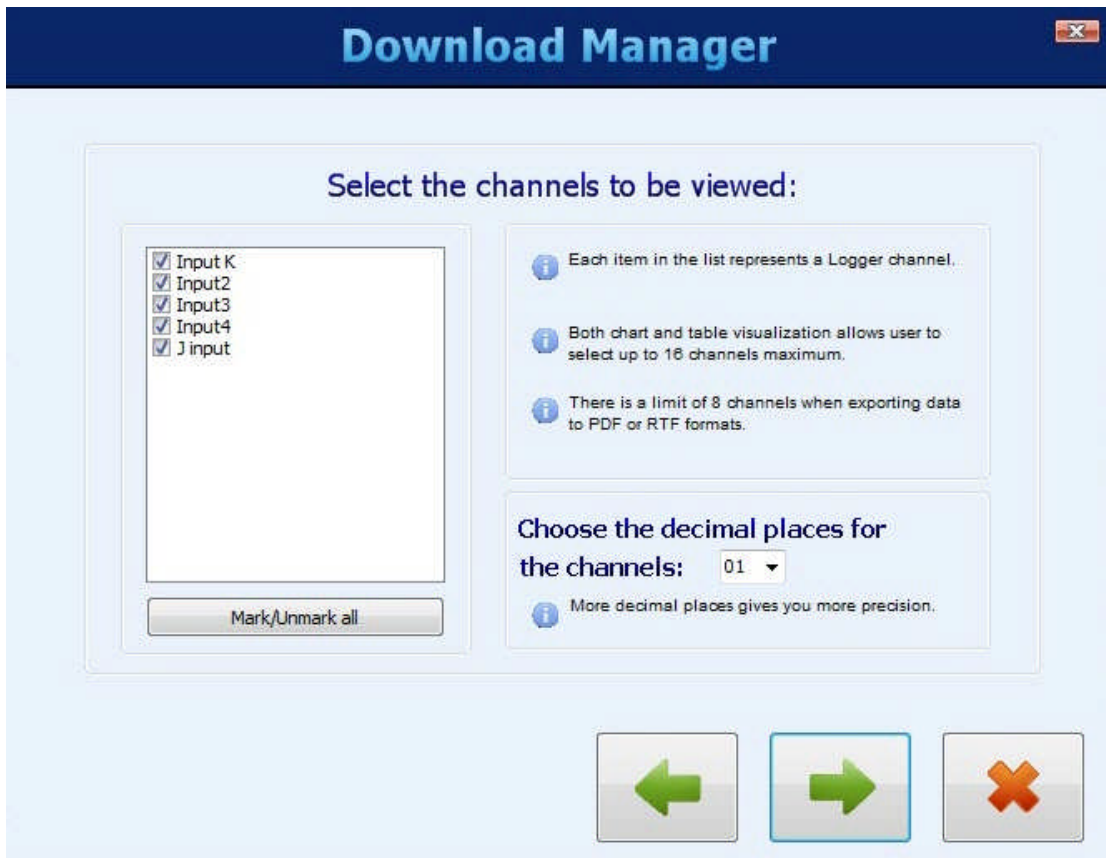 Download Manager
Select the channels to be viewed:
Input K
Input2
Input3
Input4
J input
Mark/Unmark all
Each item in the list represents a Logger channel.
Both chart and table visualization allows user to
select up to 16 channels maximum.
There is a limit of 8 channels when exporting data
to PDF or RTF formats.
Choose the decimal places for
the channels: 01
More decimal places gives you more precision.